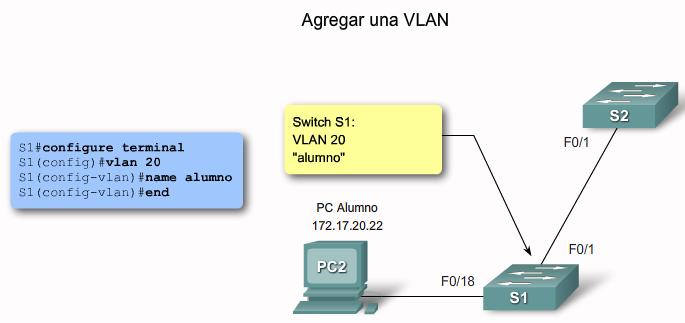 Agregar una VLAN
S1#configure terminal
S1(config)#vlan 20
S1(config-vlan)#name alumno
S1(config-vlan)#end
Switch S1:
VLAN 20
"alumno"
S2
F0/1
PC Alumno
172.17.20.22
PC2
F0/18
F0/1
S1